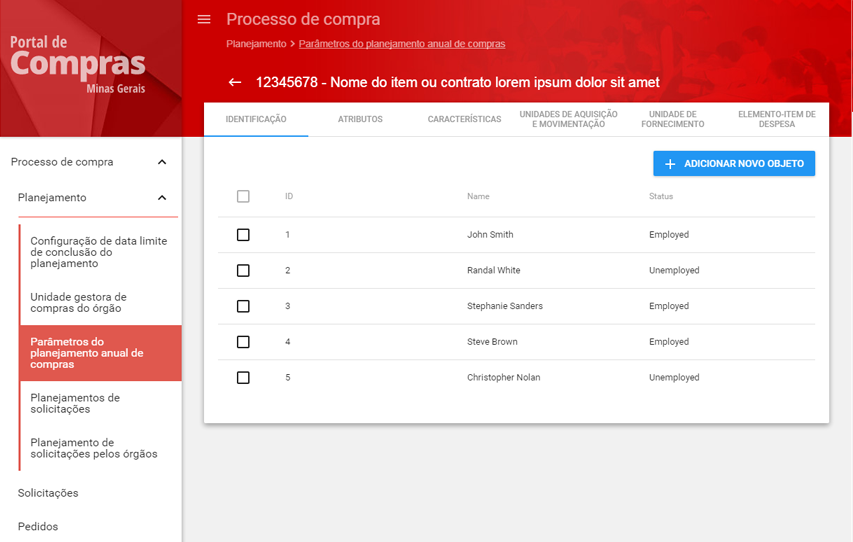 Portal de
Compras
Minas Gerais
Processo de compra
Planejamento
Configuração de data limite
de conclusão do
planejamento
Unidade gestora de
compras do órgão
Parâmetros do
planejamento anual de
compras
Planejamentos de
solicitações
Planejamento de
solicitações pelos órgãos
Solicitações
Pedidos
Processo de compra
Planejamento > Parâmetros do planejamento anual de compras
12345678 - Nome do item ou contrato lorem ipsum dolor sit amet
IDENTIFICAÇÃO
ATRIBUTOS
CARACTERÍSTICAS
UNIDADES DE AQUISIÇÃO
E MOVIMENTAÇÃO
UNIDADE DE
FORNECIMENTO
ELEMENTO-ITEM DE
DESPESA
+ ADICIONAR NOVO OBJETO
ID Name Status
1 John Smith Employed
2 Randal White Unemployed
3 Stephanie Sanders Employed
4 Steve Brown Employed
5 Christopher Nolan Unemployed